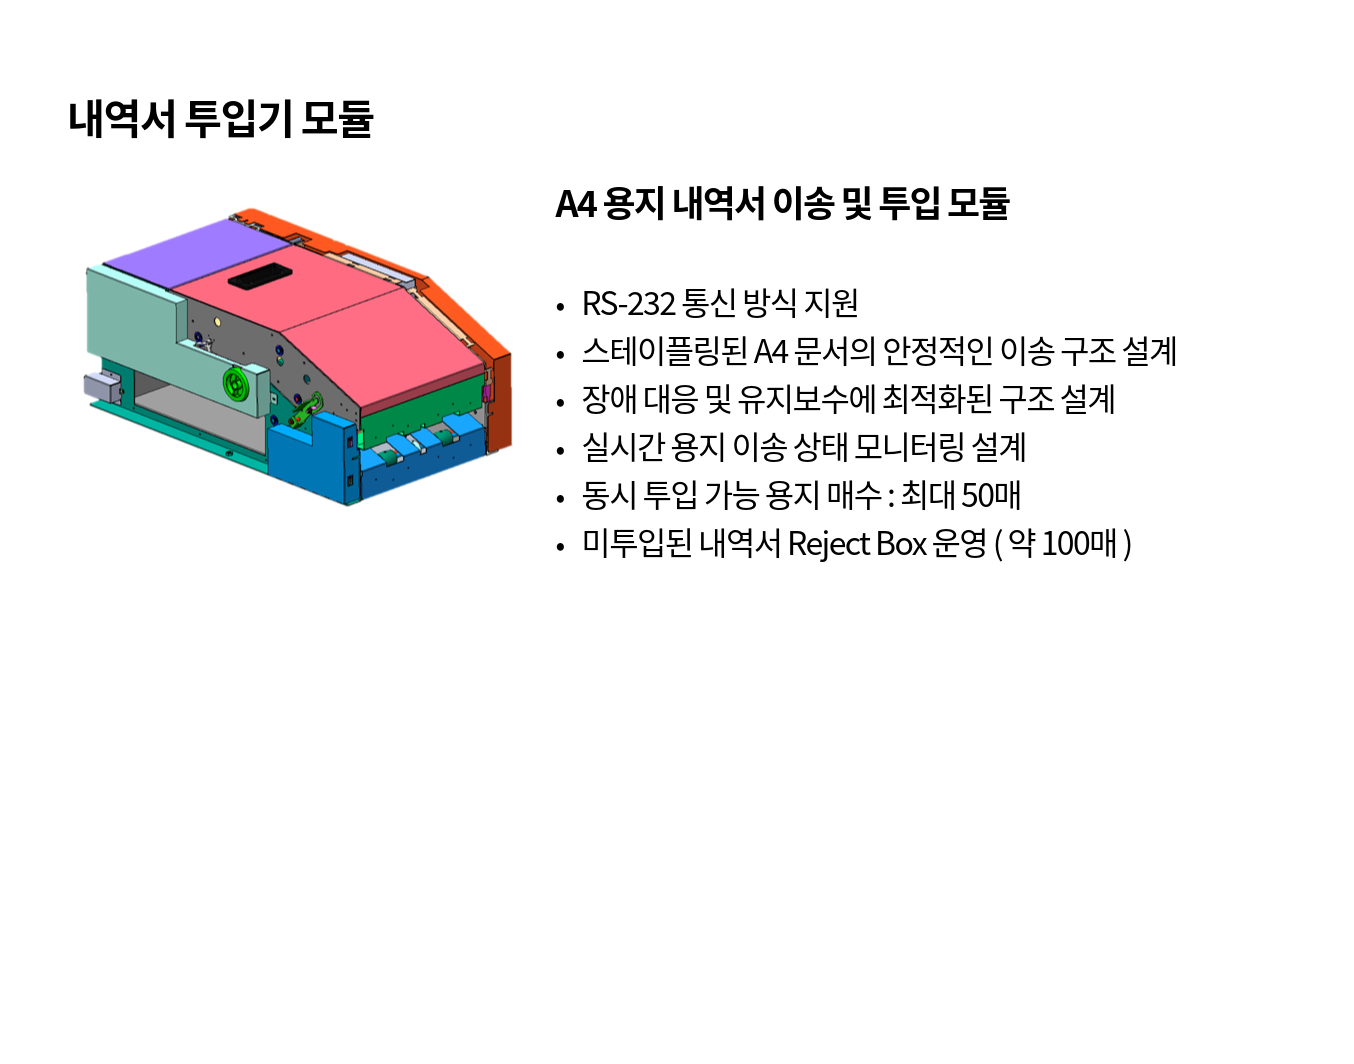 내역서 투입기 모듈
A4 용지 내역서 이송 및 투입 모듈
• RS-232 통신 방식 지원
• 스테이플링된 A4 문서의 안정적인 이송 구조 설계
• 장애 대응 및 유지보수에 최적화된 구조 설계
• 실시간 용지 이송 상태 모니터링 설계
• 동시 투입 가능 용지 매수 : 최대 50매
• 미투입된 내역서 Reject Box 운영 ( 약 100매 )